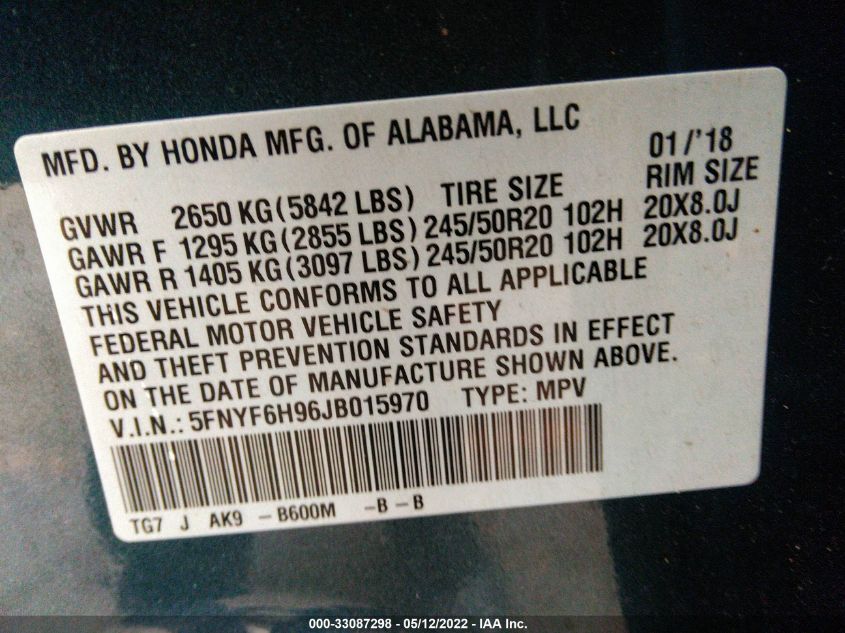 MFD. BY HONDA MFG. OF ALABAMA, LLC 01/'18
GVWR 2650 KG(5842 LBS) TIRE SIZE RIM SIZE
GAWR F 1295 KG(2855 LBS) 245/50R20 102H 20X8.0J
GAWR R 1405 KG(3097 LBS) 245/50R20 102H 20X8.0J
THIS VEHICLE CONFORMS TO ALL APPLICABLE
FEDERAL MOTOR VEHICLE SAFETY
AND THEFT PREVENTION STANDARDS IN EFFECT
ON THE DATE OF MANUFACTURE SHOWN ABOVE.
V.I.N.: 5FNYF6H96JB015970 TYPE: MPV
TG7 J AK9 -B600M -B-B
000-33087298 - 05/12/2022 - IAA Inc.